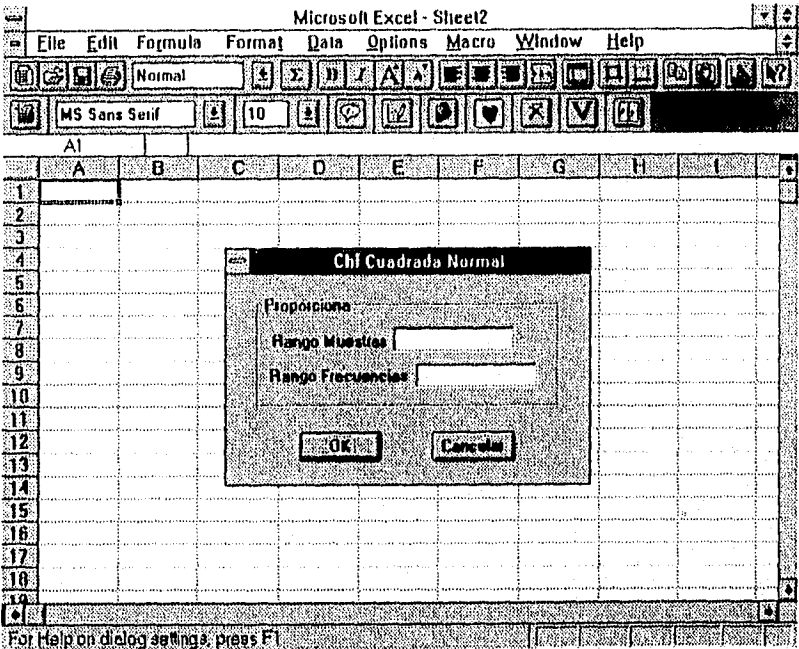 Microsoft Excel - Sheet2
File Edit Formula Format Data Options Macro Window Help
Normal
MS Sans Serif 10
A1
A B C D E F G H I
1
2
3
4
5
6
7
8
9
10
11
12
13
14
15
16
17
18
19
Chi Cuadrada Normal
Proporciona
Rango Muestras
Rango Frecuencias
OK Cancelar
For Help on dialog settings, press F1